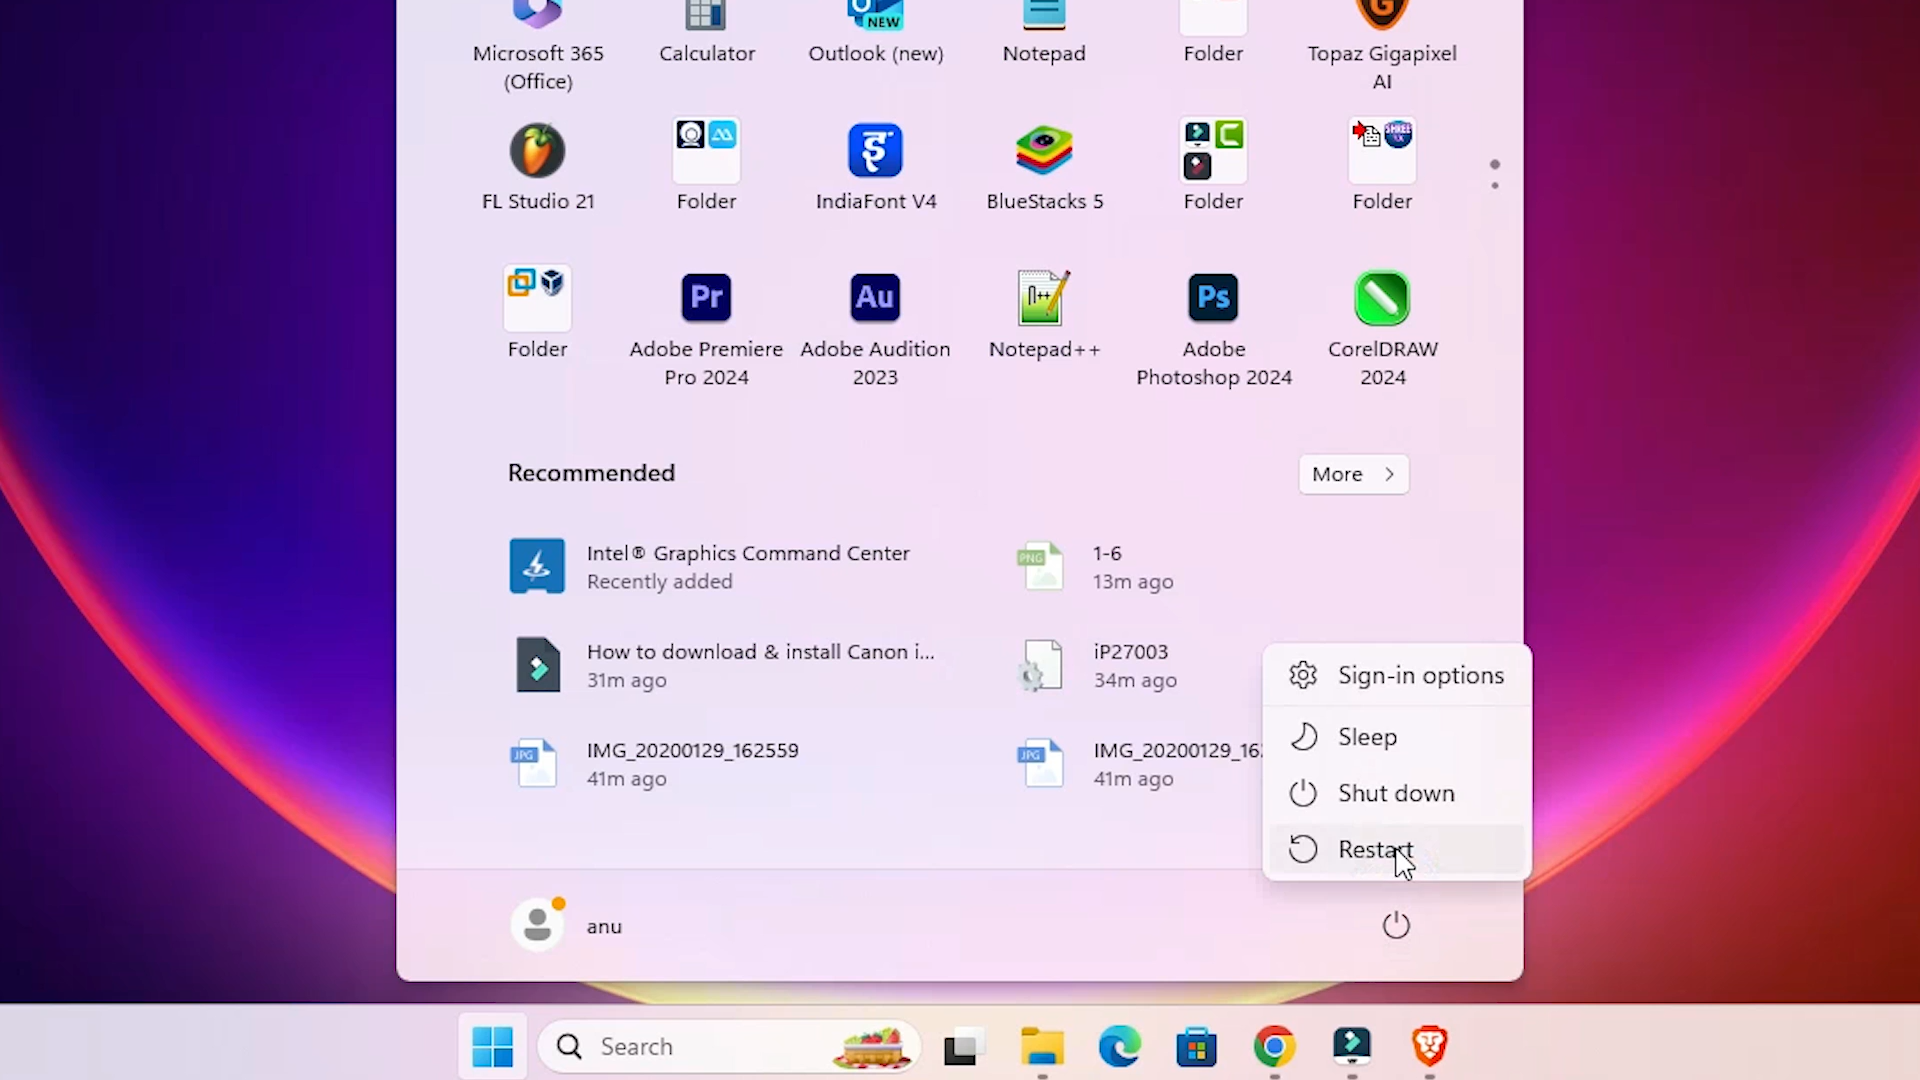 NEW
Microsoft 365
(Office)
Calculator
Outlook (new)
Notepad
Folder
Topaz Gigapixel
AI
FL Studio 21
Folder
IndiaFont V4
BlueStacks 5
Folder
SHREE
Folder
Folder
Pr
Adobe Premiere
Pro 2024
Au
Adobe Audition
2023
Notepad++
Ps
Adobe
Photoshop 2024
CorelDRAW
2024
Recommended
More
Intel® Graphics Command Center
Recently added
PNG
1-6
13m ago
How to download & install Canon i...
31m ago
iP27003
34m ago
JPG
IMG_20200129_162559
41m ago
JPG
IMG_20200129_16
41m ago
Sign-in options
Sleep
Shut down
Restart
anu
Search